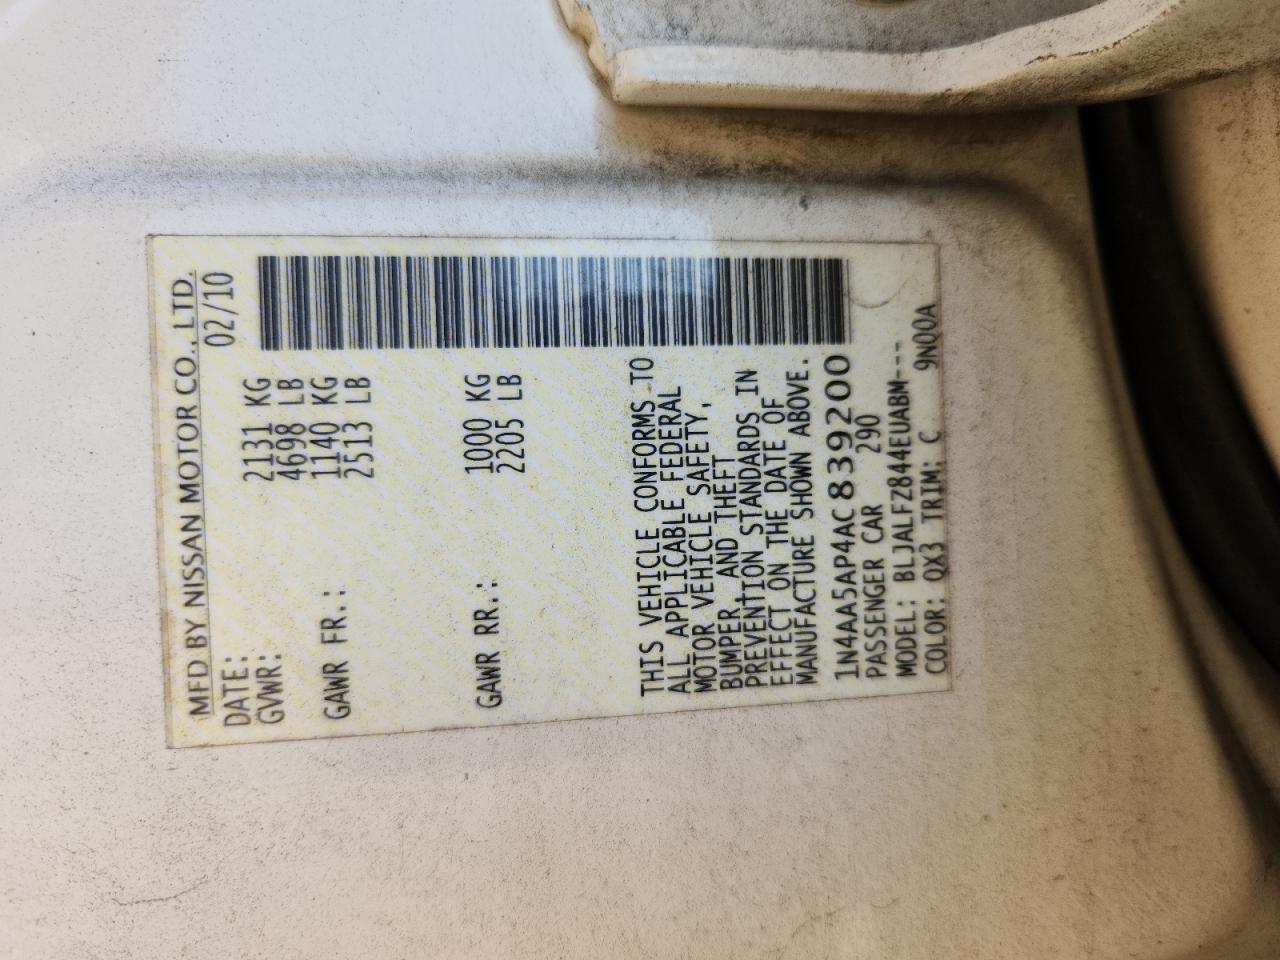 MFD BY NISSAN MOTOR CO., LTD.
DATE: 02/10
GVWR: 2131 KG
4698 LB
GAWR FR.: 1140 KG
2513 LB
GAWR RR.: 1000 KG
2205 LB
THIS VEHICLE CONFORMS TO
ALL APPLICABLE FEDERAL
MOTOR VEHICLE SAFETY,
BUMPER, AND THEFT
PREVENTION STANDARDS IN
EFFECT ON THE DATE OF
MANUFACTURE SHOWN ABOVE.
1N4AA5AP4AC839200
PASSENGER CAR 290
MODEL: BLJALFZ844EUABM---
COLOR: QX3 TRIM: C 9N00A